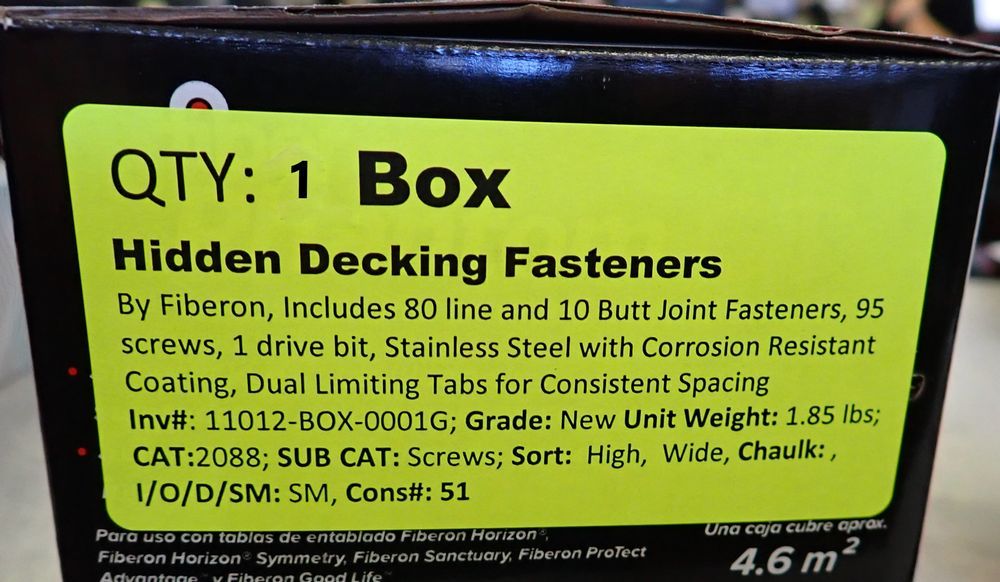 QTY: 1 Box
Hidden Decking Fasteners
By Fiberon, Includes 80 line and 10 Butt Joint Fasteners, 95
screws, 1 drive bit, Stainless Steel with Corrosion Resistant
Coating, Dual Limiting Tabs for Consistent Spacing
Inv#: 11012-BOX-0001G; Grade: New Unit Weight: 1.85 lbs;
CAT:2088; SUB CAT: Screws; Sort: High, Wide, Chaulk: ,
I/O/D/SM: SM, Cons#: 51
Para uso con tablas de entablado Fiberon Horizon®,
Fiberon Horizon® Symmetry, Fiberon Sanctuary, Fiberon ProTect
Advantage y Fiberon Good Life
Una caja cubre aprox.
4.6 m²